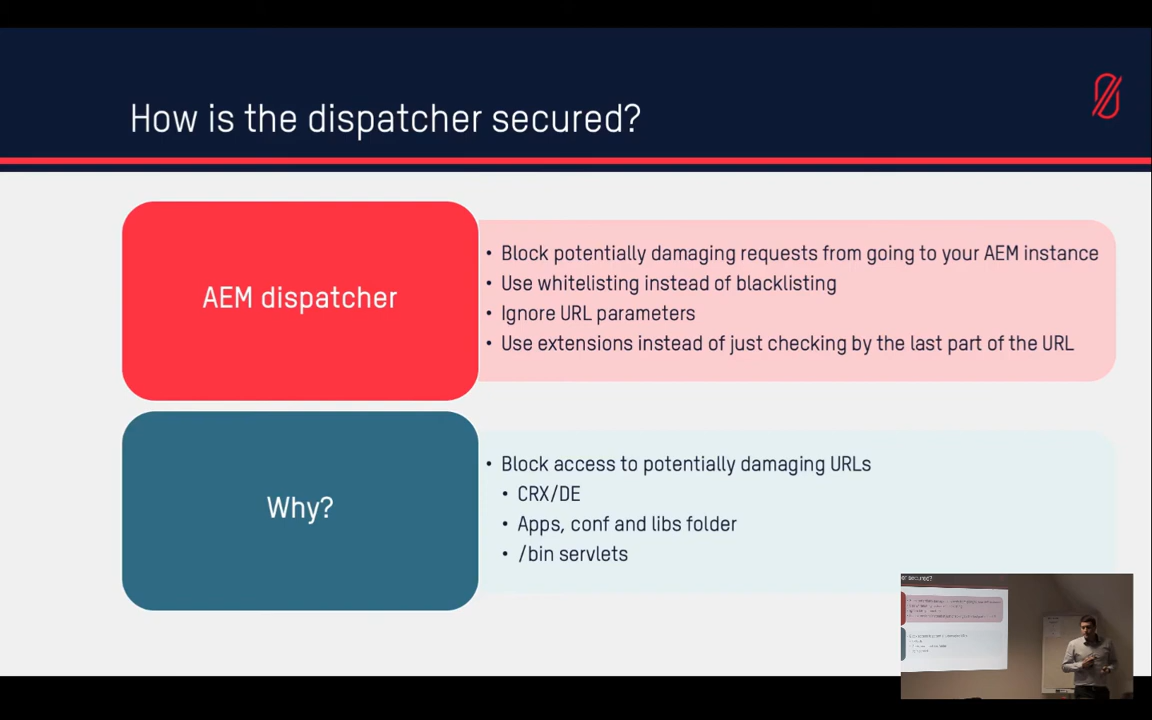 How is the dispatcher secured?
AEM dispatcher
• Block potentially damaging requests from going to your AEM instance
• Use whitelisting instead of blacklisting
• Ignore URL parameters
• Use extensions instead of just checking by the last part of the URL
Why?
• Block access to potentially damaging URLs
• CRX/DE
• Apps, conf and libs folder
• /bin servlets
secured?